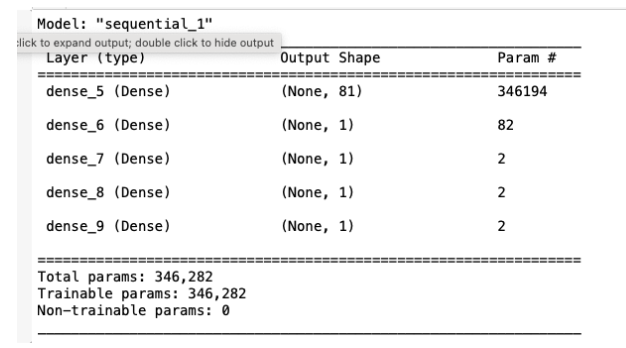 Model: "sequential_1"
click to expand output; double click to hide output
Layer (type) Output Shape Param #
dense_5 (Dense) (None, 81) 346194
dense_6 (Dense) (None, 1) 82
dense_7 (Dense) (None, 1) 2
dense_8 (Dense) (None, 1) 2
dense_9 (Dense) (None, 1) 2
Total params: 346,282
Trainable params: 346,282
Non-trainable params: 0